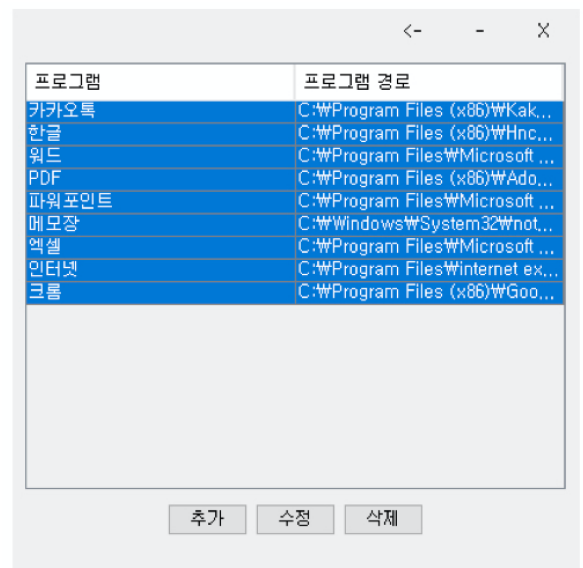 <- - X
프로그램 프로그램 경로
카카오톡 C:₩Program Files (x86)₩Kak...
한글 C:₩Program Files (x86)₩Hnc...
워드 C:₩Program Files₩Microsoft ...
PDF C:₩Program Files (x86)₩Ado...
파워포인트 C:₩Program Files₩Microsoft ...
메모장 C:₩Windows₩System32₩not...
엑셀 C:₩Program Files₩Microsoft ...
인터넷 C:₩Program Files₩internet ex...
크롬 C:₩Program Files (x86)₩Goo...
추가 수정 삭제